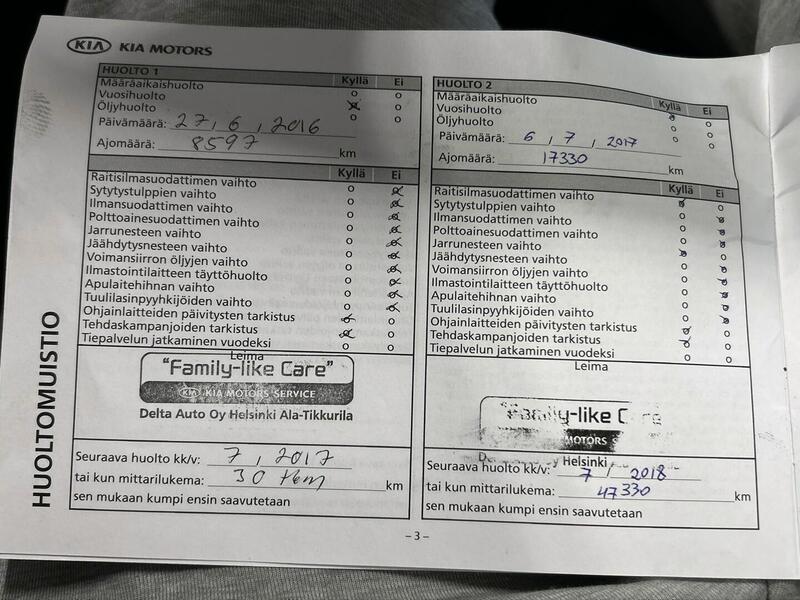 KIA KIA MOTORS
HUOLTO 1
Kyllä Ei
Määräaikaishuolto
Vuosihuolto
Öljyhuolto
Päivämäärä: 27, 6, 2016
Ajomäärä: 8597 km
Kyllä Ei
Raitisilmasuodattimen vaihto
Sytytystulppien vaihto
Ilmansuodattimen vaihto
Polttoainesuodattimen vaihto
Jarrunesteen vaihto
Jäähdytysnesteen vaihto
Voimansiirron öljyjen vaihto
Ilmastointilaitteen täyttöhuolto
Apulaitehihnan vaihto
Tuulilasinpyyhkijöiden vaihto
Ohjainlaitteiden päivitysten tarkistus
Tehdaskampanjoiden tarkistus
Tiepalvelun jatkaminen vuodeksi
Leima
"Family-like Care"
KIA KIA MOTORS SERVICE
Delta Auto Oy Helsinki Ala-Tikkurila
Seuraava huolto kk/v: 7, 2017
tai kun mittarilukema: 30 tkm km
sen mukaan kumpi ensin saavutetaan
HUOLTO 2
Kyllä Ei
Määräaikaishuolto
Vuosihuolto
Öljyhuolto
Päivämäärä: 6, 7, 2017
Ajomäärä: 17330 km
Kyllä Ei
Raitisilmasuodattimen vaihto
Sytytystulppien vaihto
Ilmansuodattimen vaihto
Polttoainesuodattimen vaihto
Jarrunesteen vaihto
Jäähdytysnesteen vaihto
Voimansiirron öljyjen vaihto
Ilmastointilaitteen täyttöhuolto
Apulaitehihnan vaihto
Tuulilasinpyyhkijöiden vaihto
Ohjainlaitteiden päivitysten tarkistus
Tehdaskampanjoiden tarkistus
Tiepalvelun jatkaminen vuodeksi
Leima
Family-like
MOTORS
Oy Helsinki
Seuraava huolto kk/v: 7, 2018
tai kun mittarilukema: 47330 km
sen mukaan kumpi ensin saavutetaan
HUOLTOMUISTIO
– 3 –